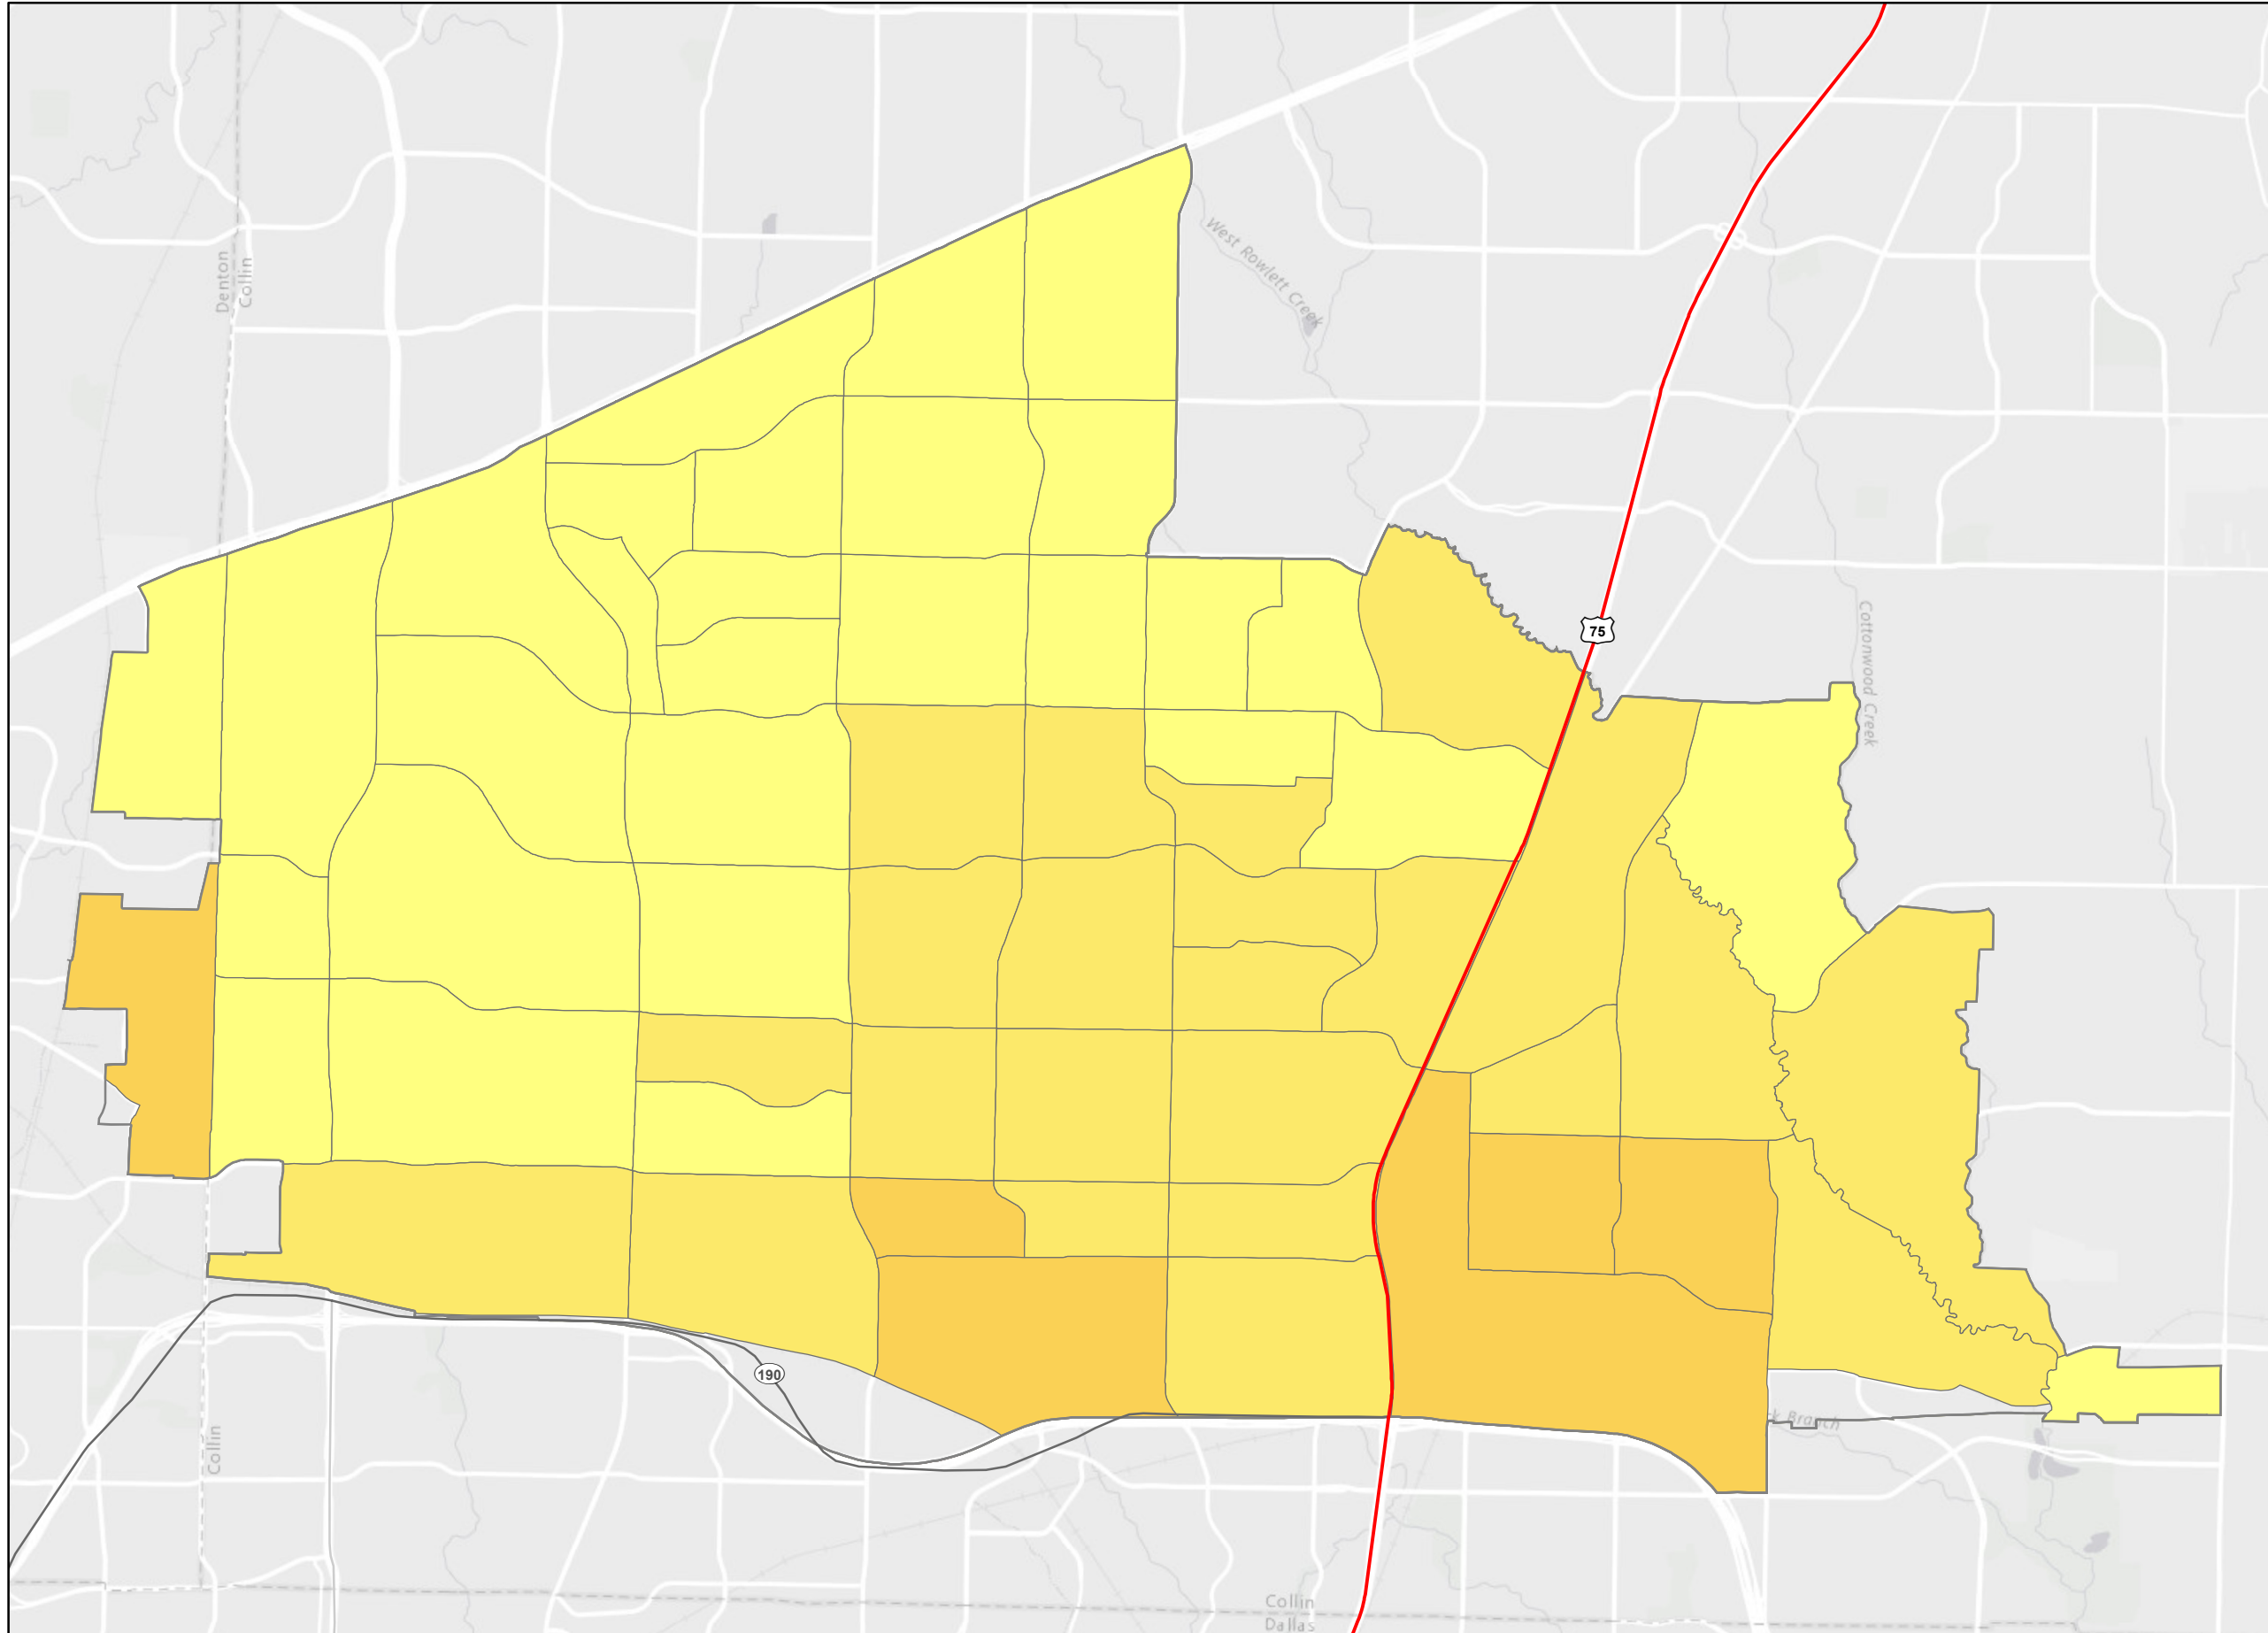 West Rowlett Creek
Denton
Collin
75
Cottonwood Creek
190
Branch
Collin
Collin
Dallas